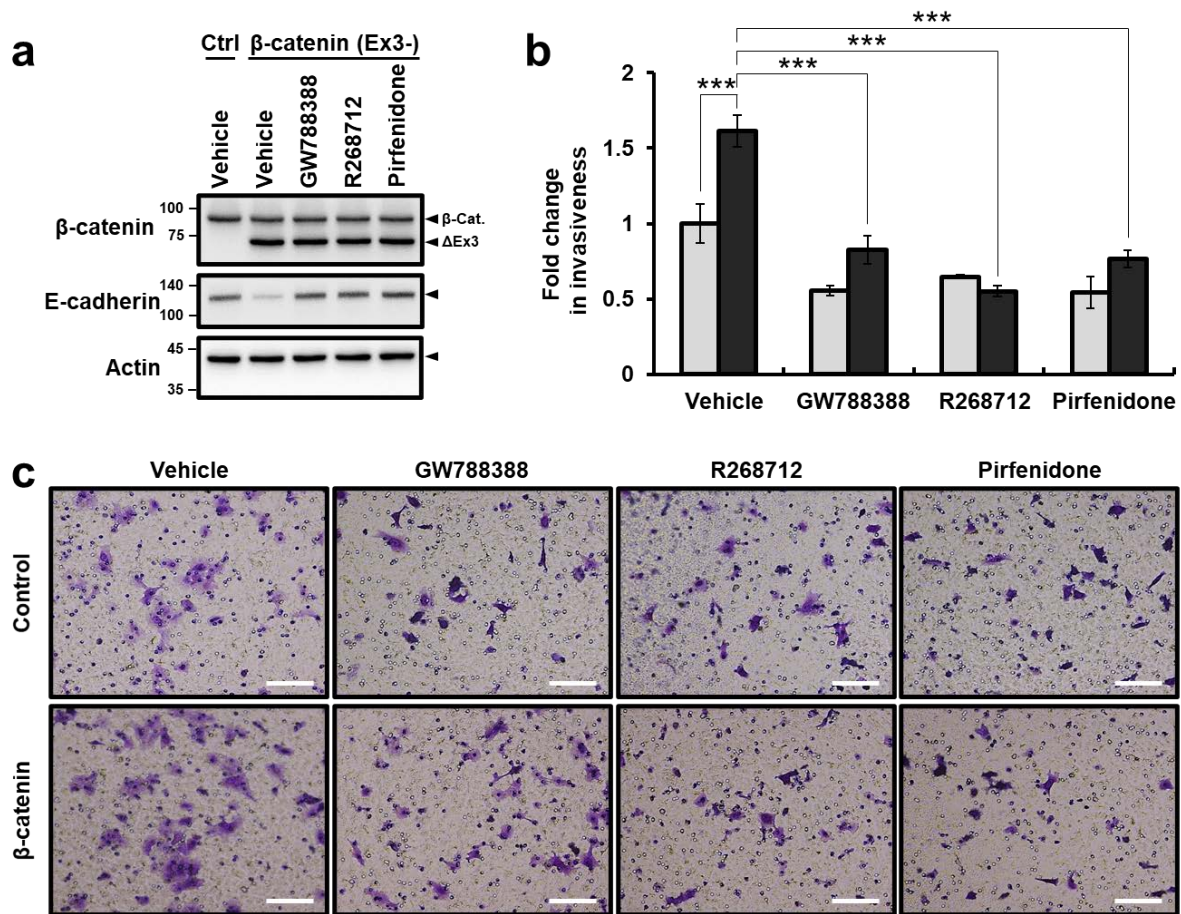 a
Ctrl β-catenin (Ex3-)
Vehicle
Vehicle
GW788388
R268712
Pirfenidone
β-catenin
100
75
β-Cat.
ΔEx3
E-cadherin
140
100
Actin
45
35
b
***
***
***
***
Fold change
in invasiveness
2
1.5
1
0.5
0
Vehicle GW788388 R268712 Pirfenidone
c
Vehicle GW788388 R268712 Pirfenidone
Control
β-catenin